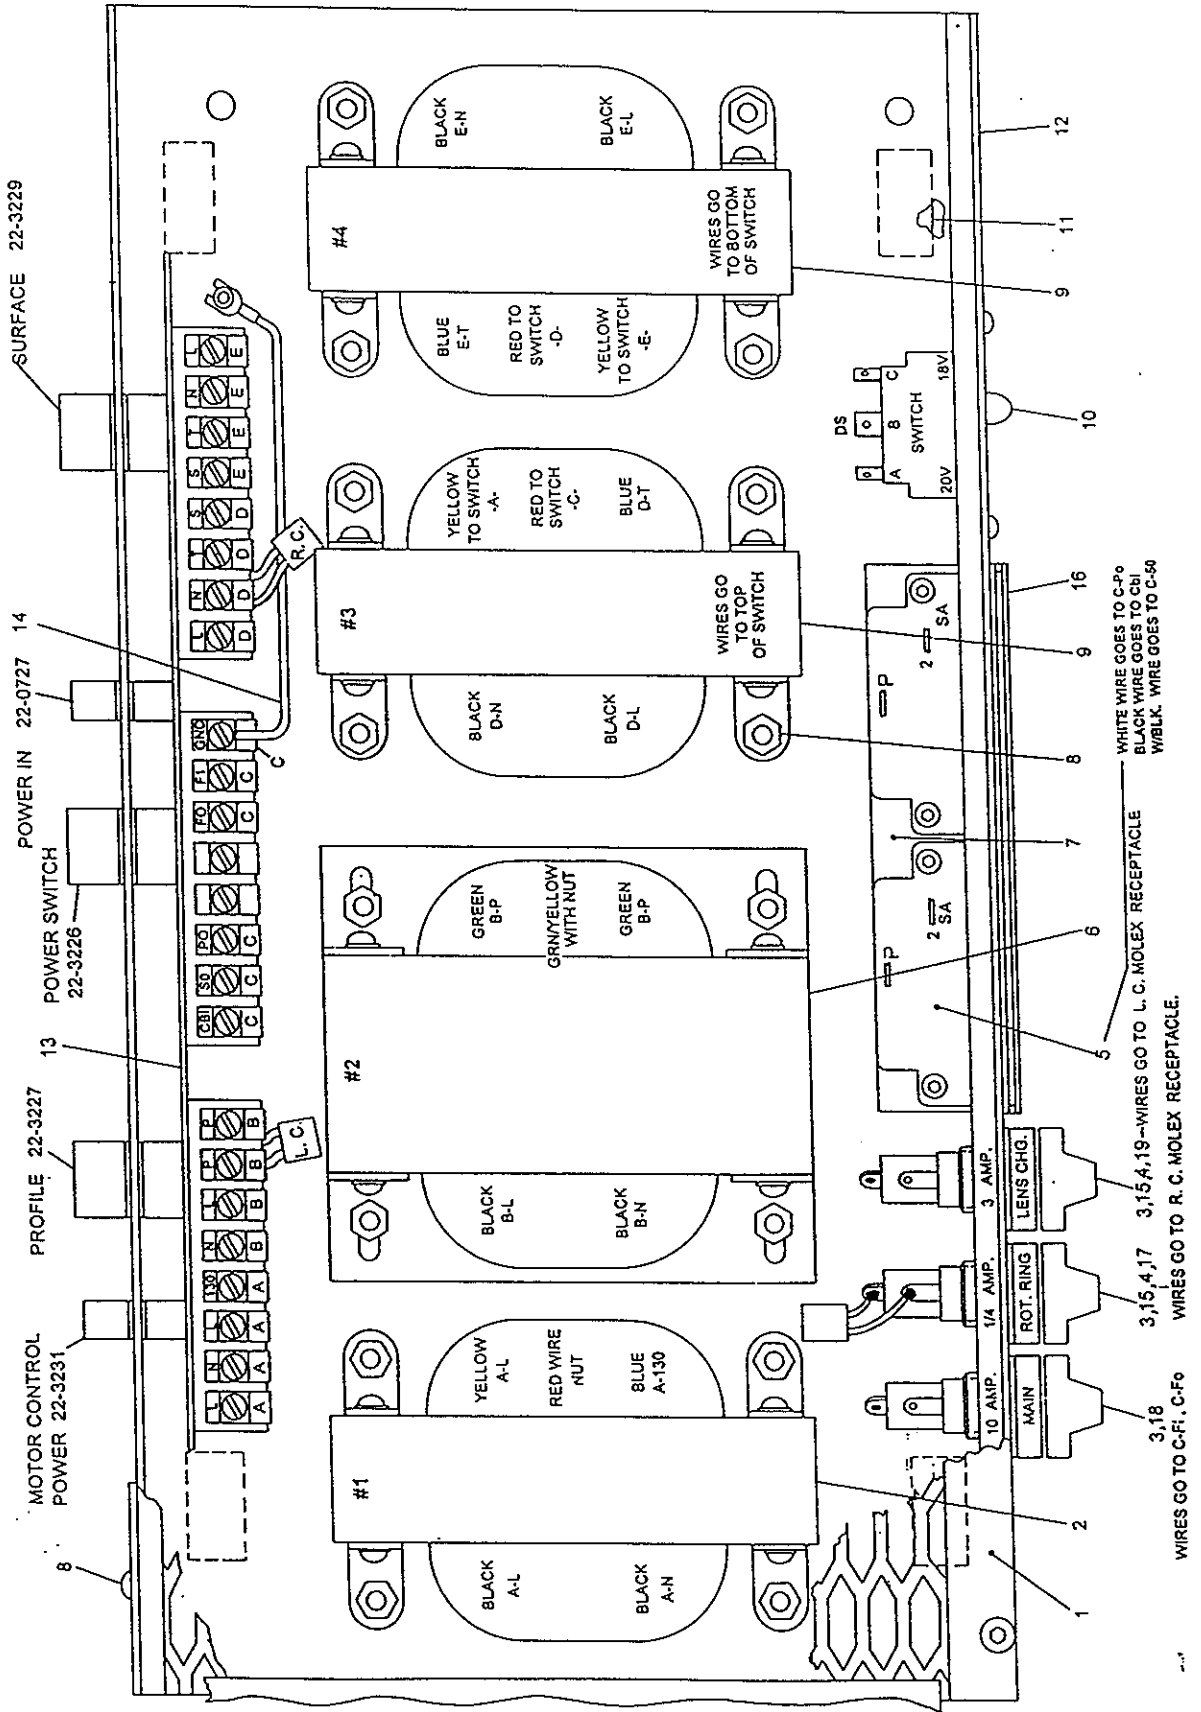 MOTOR CONTROL
POWER 22-3231
PROFILE 22-3227
POWER SWITCH
22-3226
POWER IN 22-0727
SURFACE 22-3229
8
13
14
L N L 130 N L P P
A A A A B B B B
CBI SO PO FO F1 GND
C C C C C
C
L N T S S T N L
D D D D E E E E
L. C.
R. C.
#1
BLACK
A-L
BLACK
A-N
YELLOW
A-L
RED WIRE
NUT
BLUE
A-130
#2
BLACK
B-L
BLACK
B-N
GREEN
B-P
GRN/YELLOW
WITH NUT
GREEN
B-P
#3
BLACK
D-N
BLACK
D-L
YELLOW
TO SWITCH
-A-
RED TO
SWITCH
-C-
BLUE
D-T
WIRES GO
TO TOP
OF SWITCH
#4
BLUE
E-T
RED TO
SWITCH
-D-
YELLOW
TO SWITCH
-E-
BLACK
E-N
BLACK
E-L
WIRES GO
TO BOTTOM
OF SWITCH
10 AMP.
MAIN
1/4 AMP.
ROT. RING
3 AMP.
LENS CHG.
P
2
SA
P
2
SA
DS
A B C
SWITCH
20V 18V
1
2
3,18
WIRES GO TO C-Fi, C-Fo
3,15,4,17 WIRES GO TO R. C. MOLEX RECEPTACLE.
3,15,4,19--WIRES GO TO L. C. MOLEX RECEPTACLE
5
WHITE WIRE GOES TO C-Po
BLACK WIRE GOES TO Cbi
W/BLK. WIRE GOES TO C-50
6
7
8
9
16
10
9
11
12